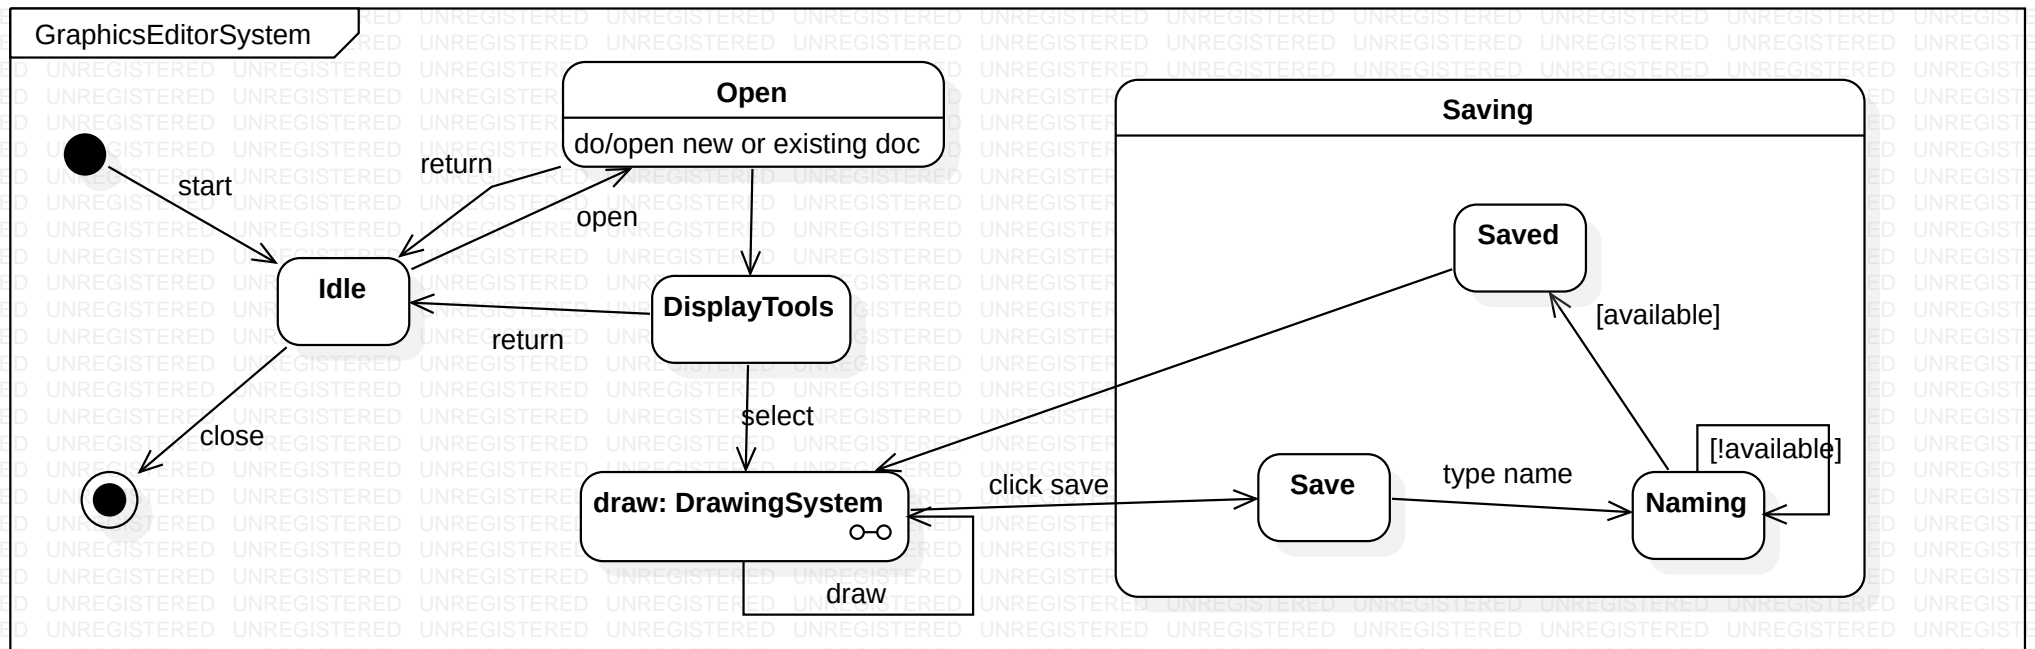 GraphicsEditorSystem
Open
do/open new or existing doc
Saving
return
start
open
Saved
Idle
DisplayTools
[available]
return
select
close
[!available]
draw: DrawingSystem
click save
Save
type name
Naming
draw
UNREGISTERED